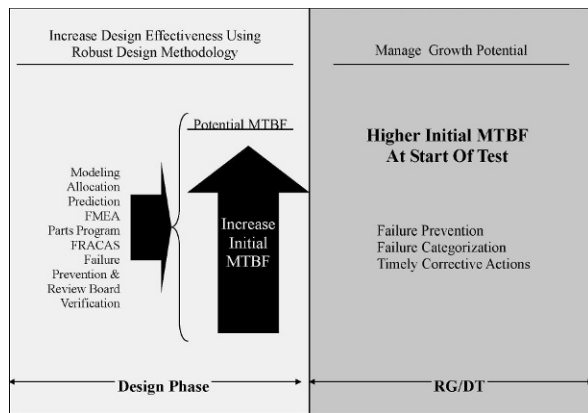 Increase Design Effectiveness Using
Robust Design Methodology
Manage Growth Potential
Potential MTBF
Higher Initial MTBF
At Start Of Test
Modeling
Allocation
Prediction
FMEA
Parts Program
FRACAS
Failure
Prevention &
Review Board
Verification
Increase
Initial
MTBF
Failure Prevention
Failure Categorization
Timely Corrective Actions
Design Phase
RG/DT